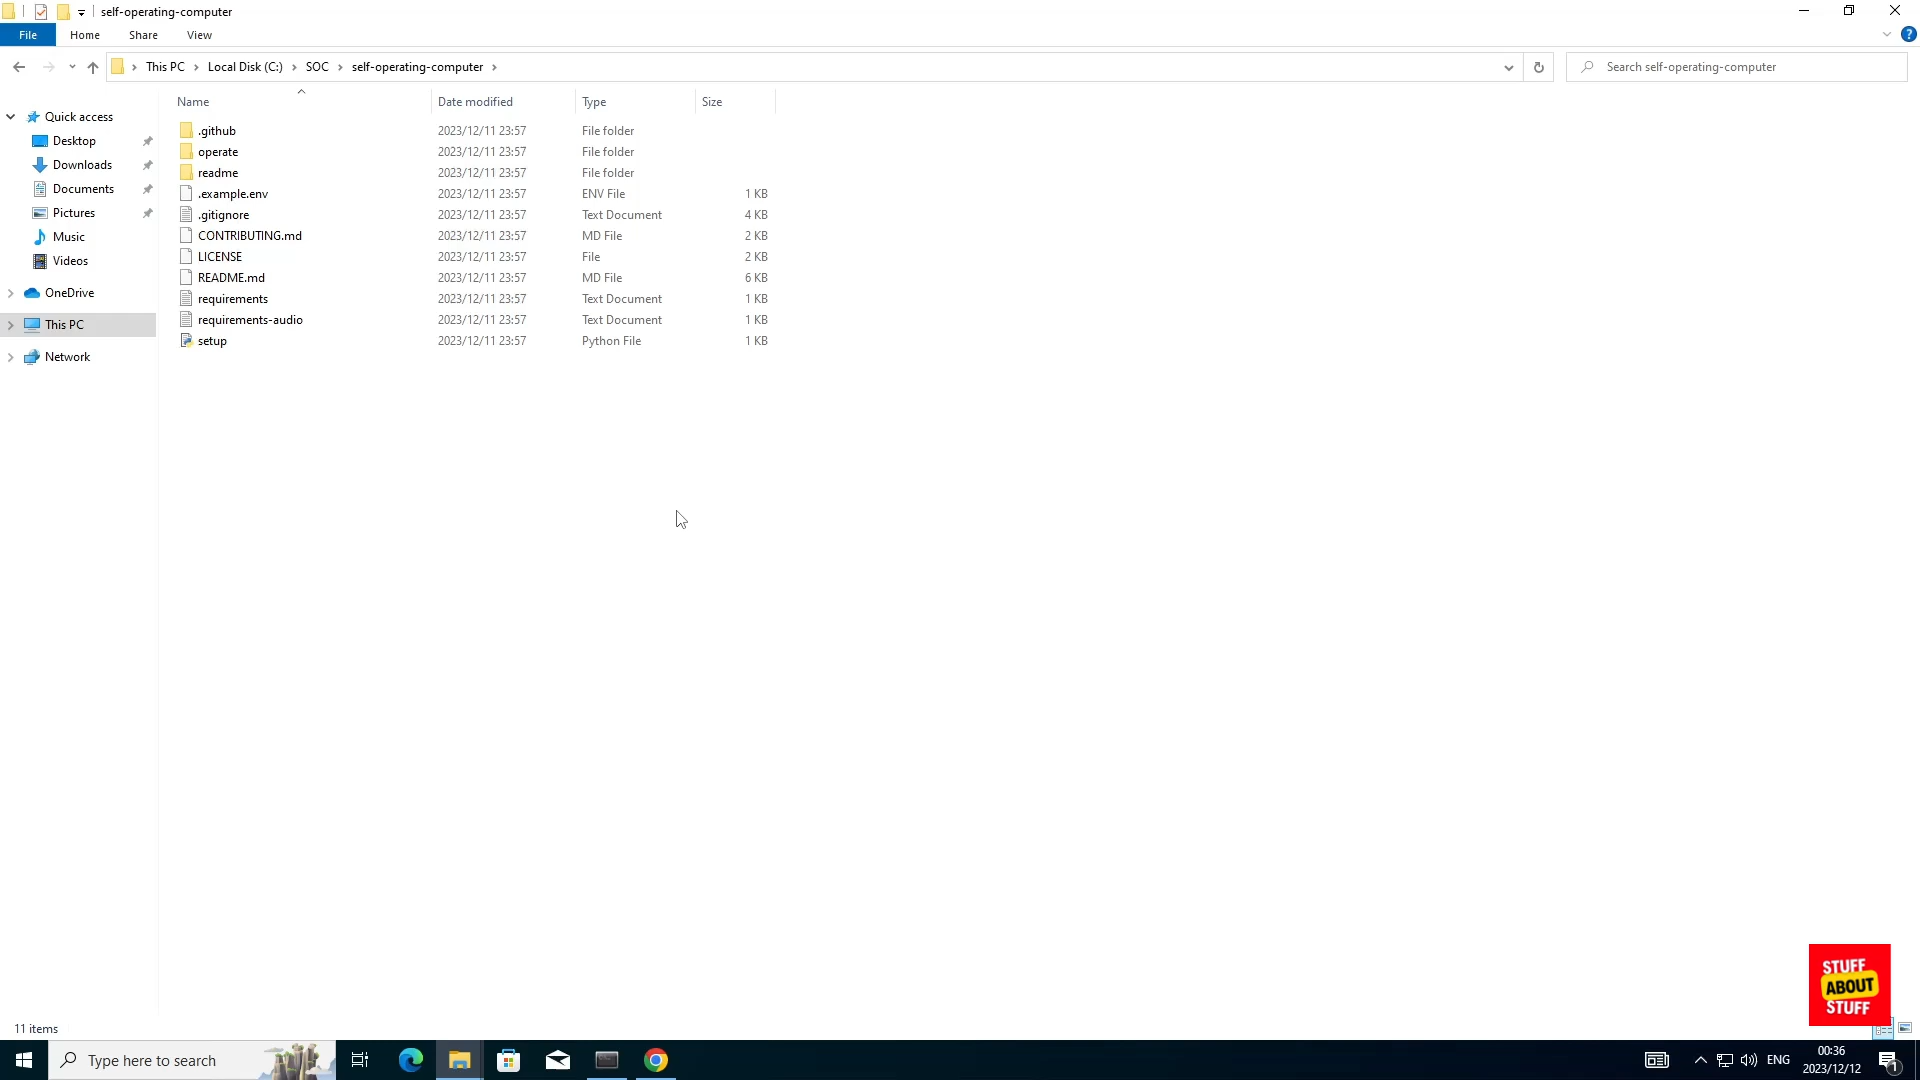 self-operating-computer
File Home Share View
This PC Local Disk (C:) SOC self-operating-computer Search self-operating-computer
Name Date modified Type Size
Quick access
Desktop
Downloads
Documents
Pictures
Music
Videos
OneDrive
This PC
Network
.github 2023/12/11 23:57 File folder
operate 2023/12/11 23:57 File folder
readme 2023/12/11 23:57 File folder
.example.env 2023/12/11 23:57 ENV File 1 KB
.gitignore 2023/12/11 23:57 Text Document 4 KB
CONTRIBUTING.md 2023/12/11 23:57 MD File 2 KB
LICENSE 2023/12/11 23:57 File 2 KB
README.md 2023/12/11 23:57 MD File 6 KB
requirements 2023/12/11 23:57 Text Document 1 KB
requirements-audio 2023/12/11 23:57 Text Document 1 KB
setup 2023/12/11 23:57 Python File 1 KB
STUFF
ABOUT
STUFF
11 items
Type here to search
ENG
00:36
2023/12/12
1